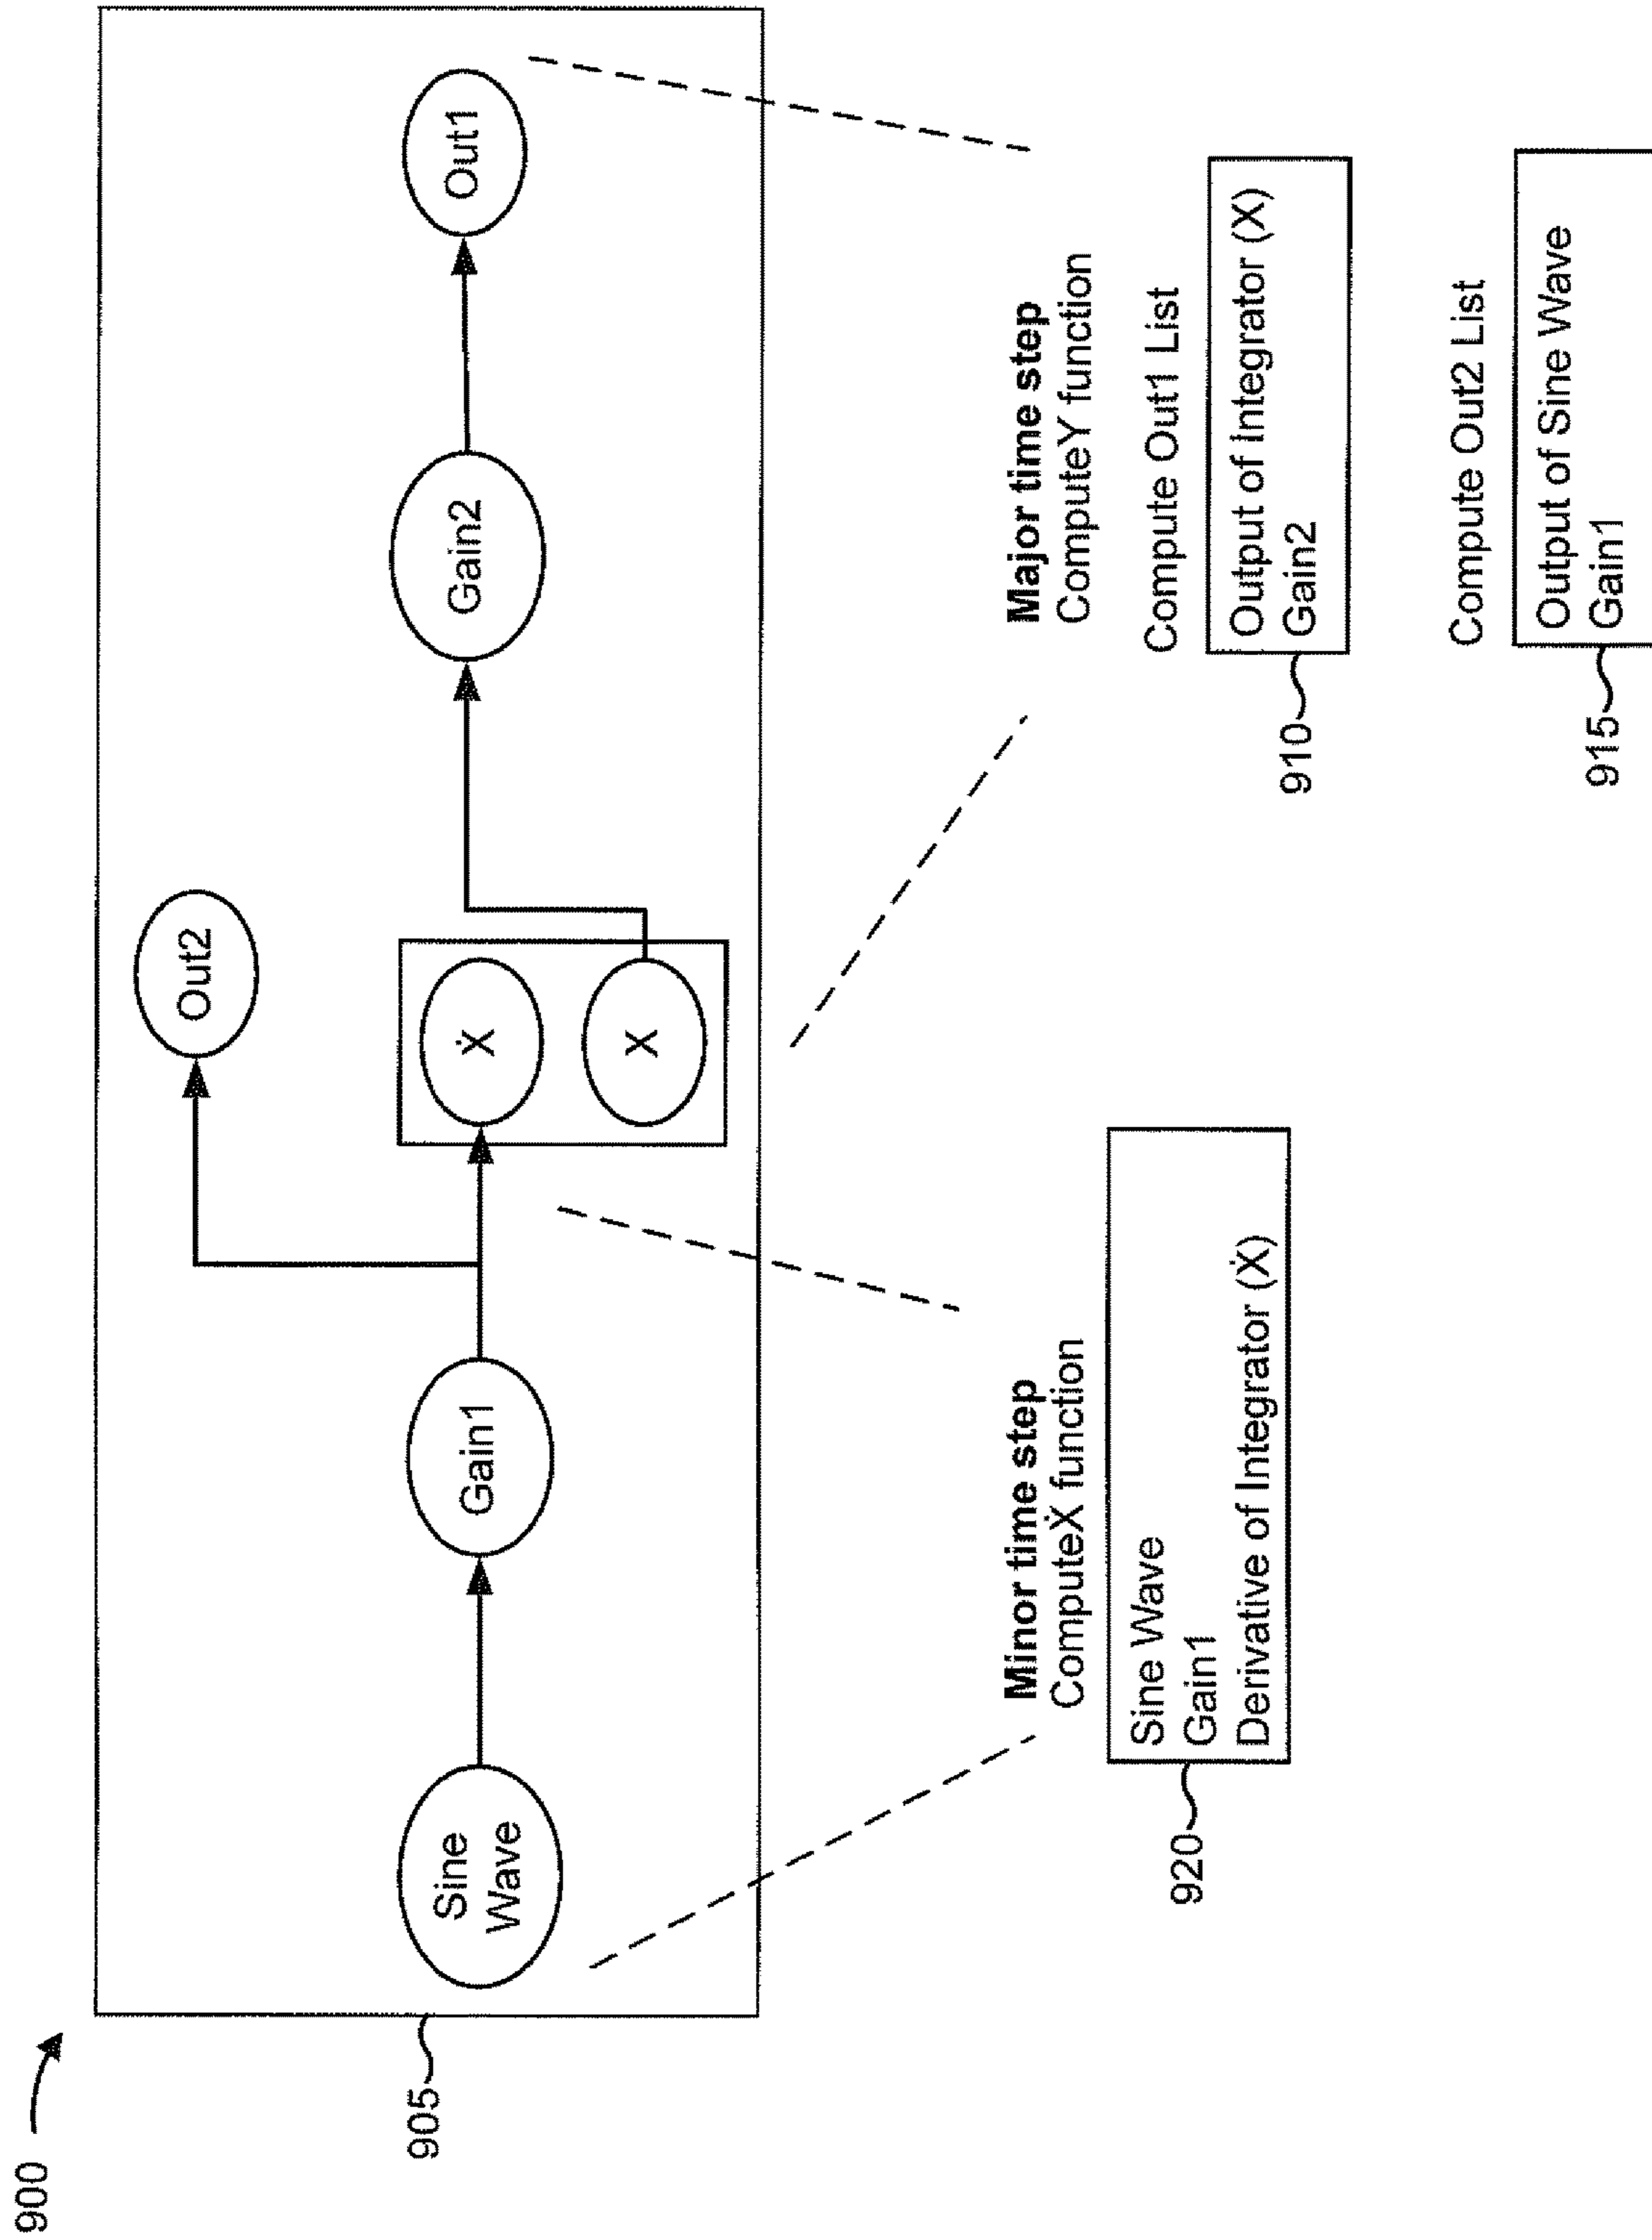 900
905
Sine
Wave
Gain1
Out2
Ẋ
X
Gain2
Out1
Minor time step
ComputeẊ function
920
Sine Wave
Gain1
Derivative of Integrator (Ẋ)
Major time step
ComputeY function
Compute Out1 List
910
Output of Integrator (X)
Gain2
Compute Out2 List
915
Output of Sine Wave
Gain1